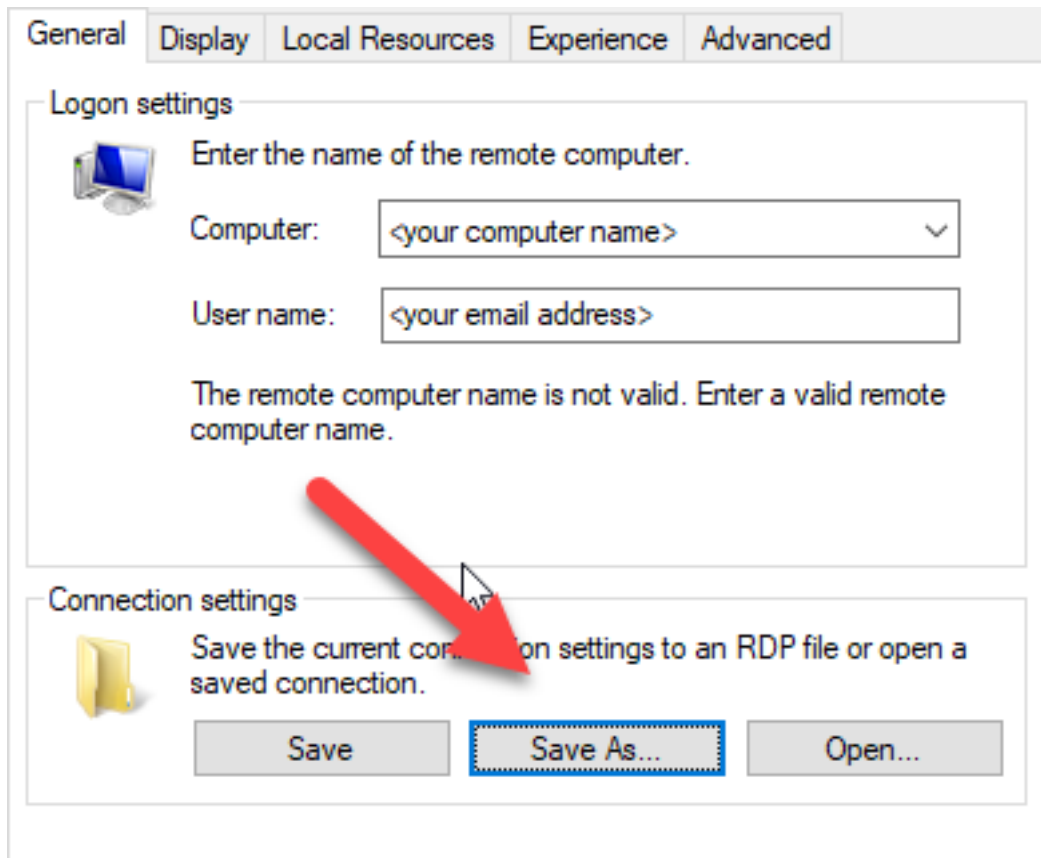 General Display Local Resources Experience Advanced
Logon settings
Enter the name of the remote computer.
Computer: <your computer name>
User name: <your email address>
The remote computer name is not valid. Enter a valid remote
computer name.
Connection settings
Save the current on settings to an RDP file or open a
saved connection.
Save Save As... Open...